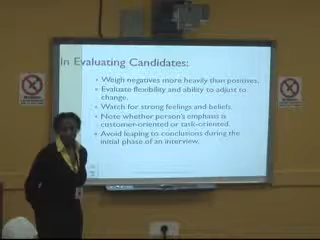 in Evaluating Candidates:
• Weigh negatives more heavily than positives.
• Evaluate flexibility and ability to adjust to
change.
• Watch for strong feelings and beliefs.
• Note whether person's emphasis is
customer-oriented or task-oriented.
• Avoid leaping to conclusions during the
initial phase of an interview.